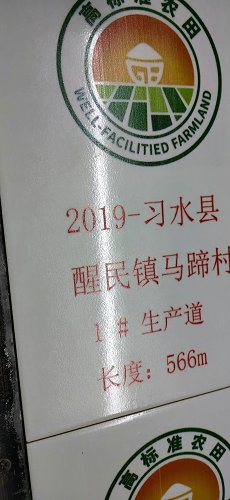 高标准农田
WELL-FACILITIED FARMLAND
2019-习水县
醒民镇马蹄村
1# 生产道
长度：566m
高标准农田